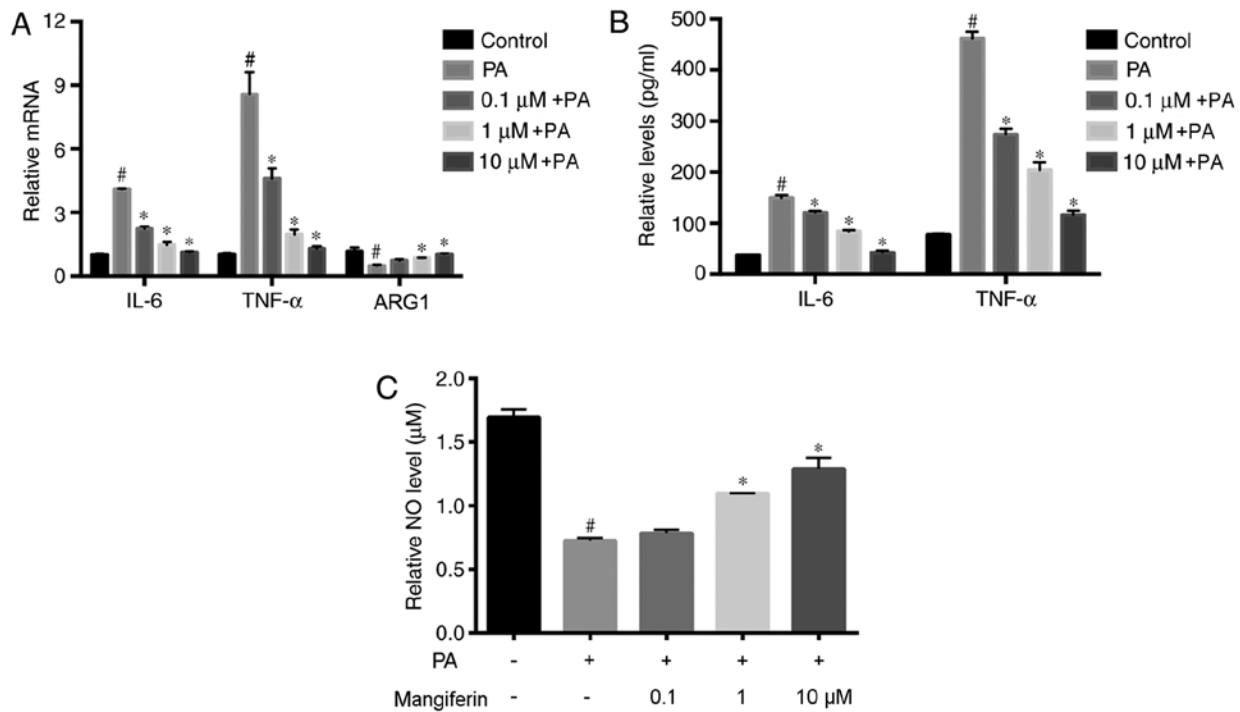 A
Relative mRNA
12
9
6
3
0
#
*
*
*
#
*
*
*
#
*
*
IL-6
TNF-α
ARG1
Control
PA
0.1 μM +PA
1 μM +PA
10 μM +PA
B
Relative levels (pg/ml)
500
400
300
200
100
0
#
*
*
*
#
*
*
*
IL-6
TNF-α
Control
PA
0.1 μM +PA
1 μM +PA
10 μM +PA
C
Relative NO level (μM)
2.0
1.5
1.0
0.5
0.0
#
*
*
PA - + + + +
Mangiferin - - 0.1 1 10 μM